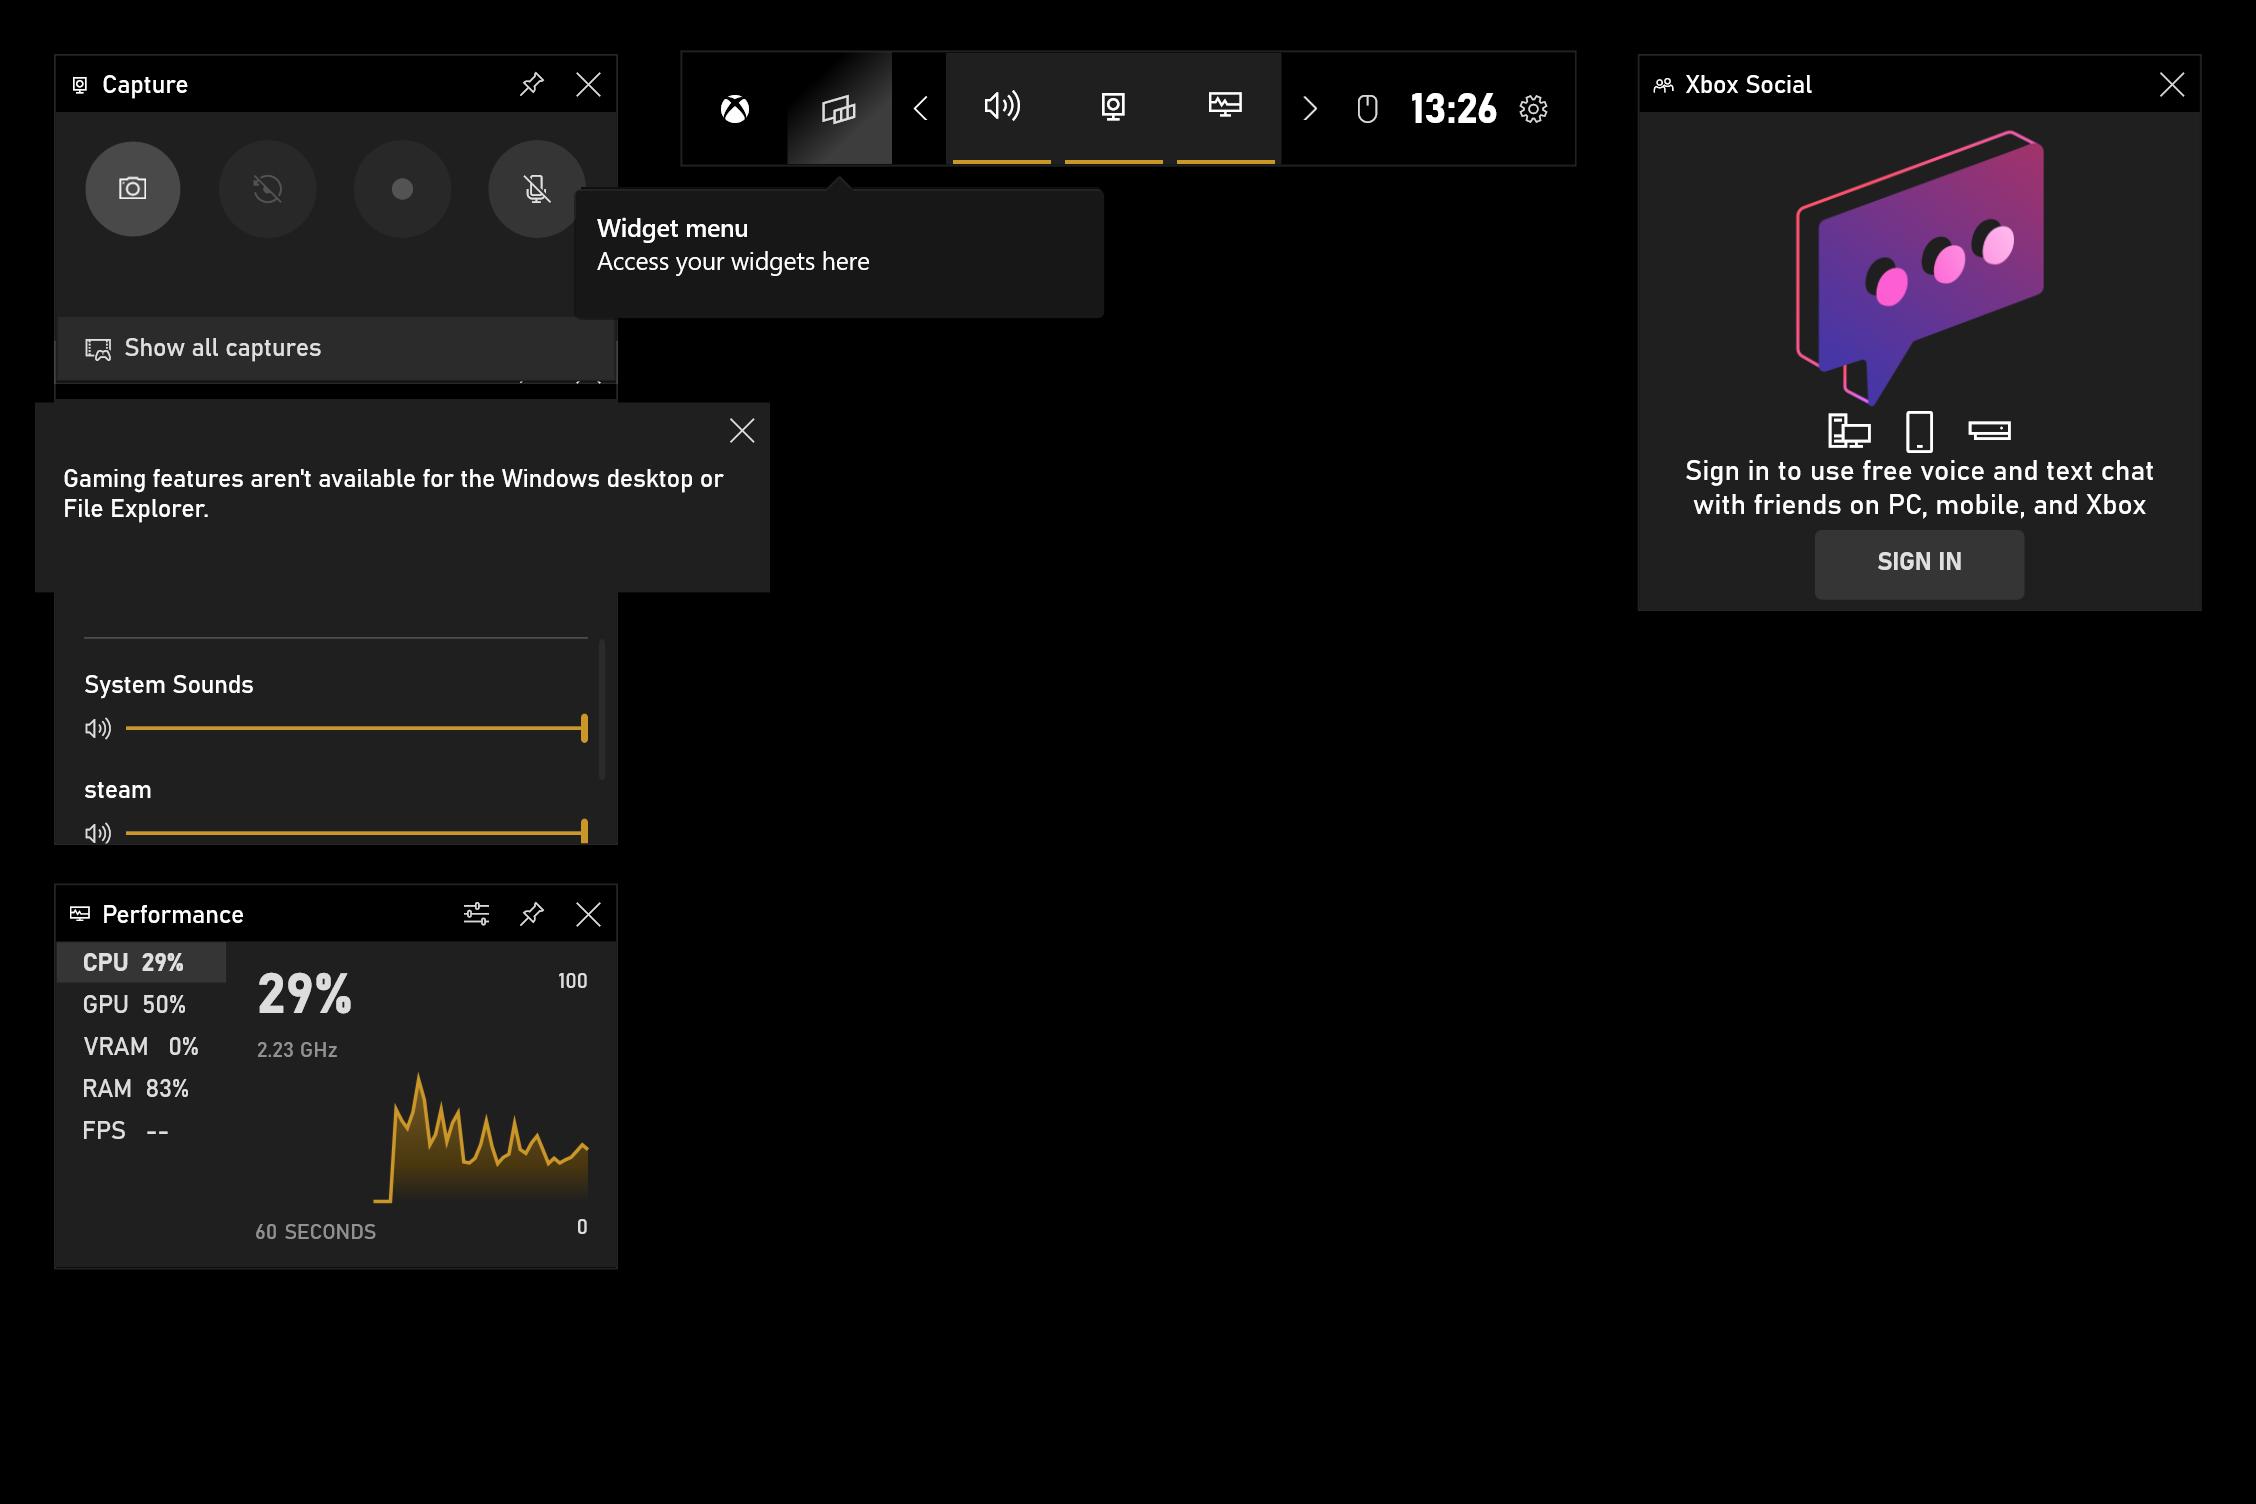 Capture
13:26
Xbox Social
Widget menu
Access your widgets here
Show all captures
Gaming features aren't available for the Windows desktop or
File Explorer.
Sign in to use free voice and text chat
with friends on PC, mobile, and Xbox
SIGN IN
System Sounds
steam
Performance
CPU 29%
GPU 50%
VRAM 0%
RAM 83%
FPS --
29%
2.23 GHz
100
60 SECONDS
0